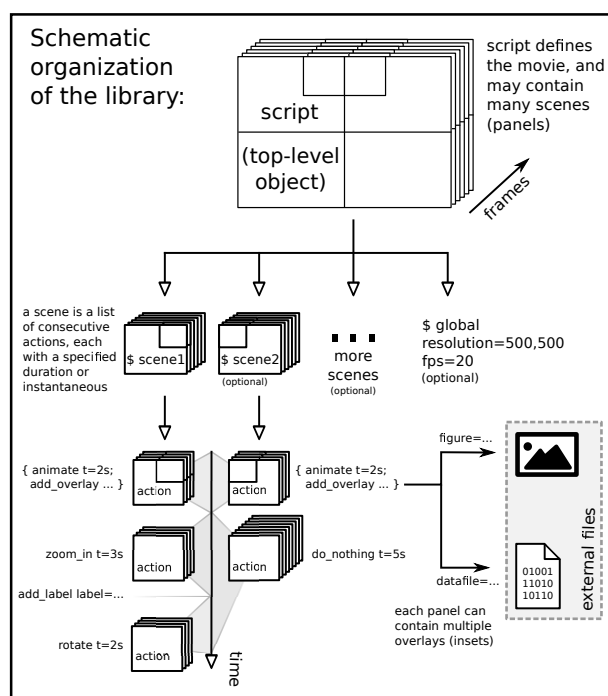 Schematic
organization
of the library:
script defines
the movie, and
may contain
many scenes
(panels)
script
(top-level
object)
frames
a scene is a list
of consecutive
actions, each
with a specified
duration or
instantaneous
$ scene1
$ scene2
(optional)
more
scenes
(optional)
$ global
resolution=500,500
fps=20
(optional)
{ animate t=2s;
add_overlay ... }
action
action
{ animate t=2s;
add_overlay ... }
figure=...
zoom_in t=3s
action
action
do_nothing t=5s
datafile=...
01001
11010
10110
external files
add_label label=...
each panel can
contain multiple
overlays (insets)
rotate t=2s
action
time